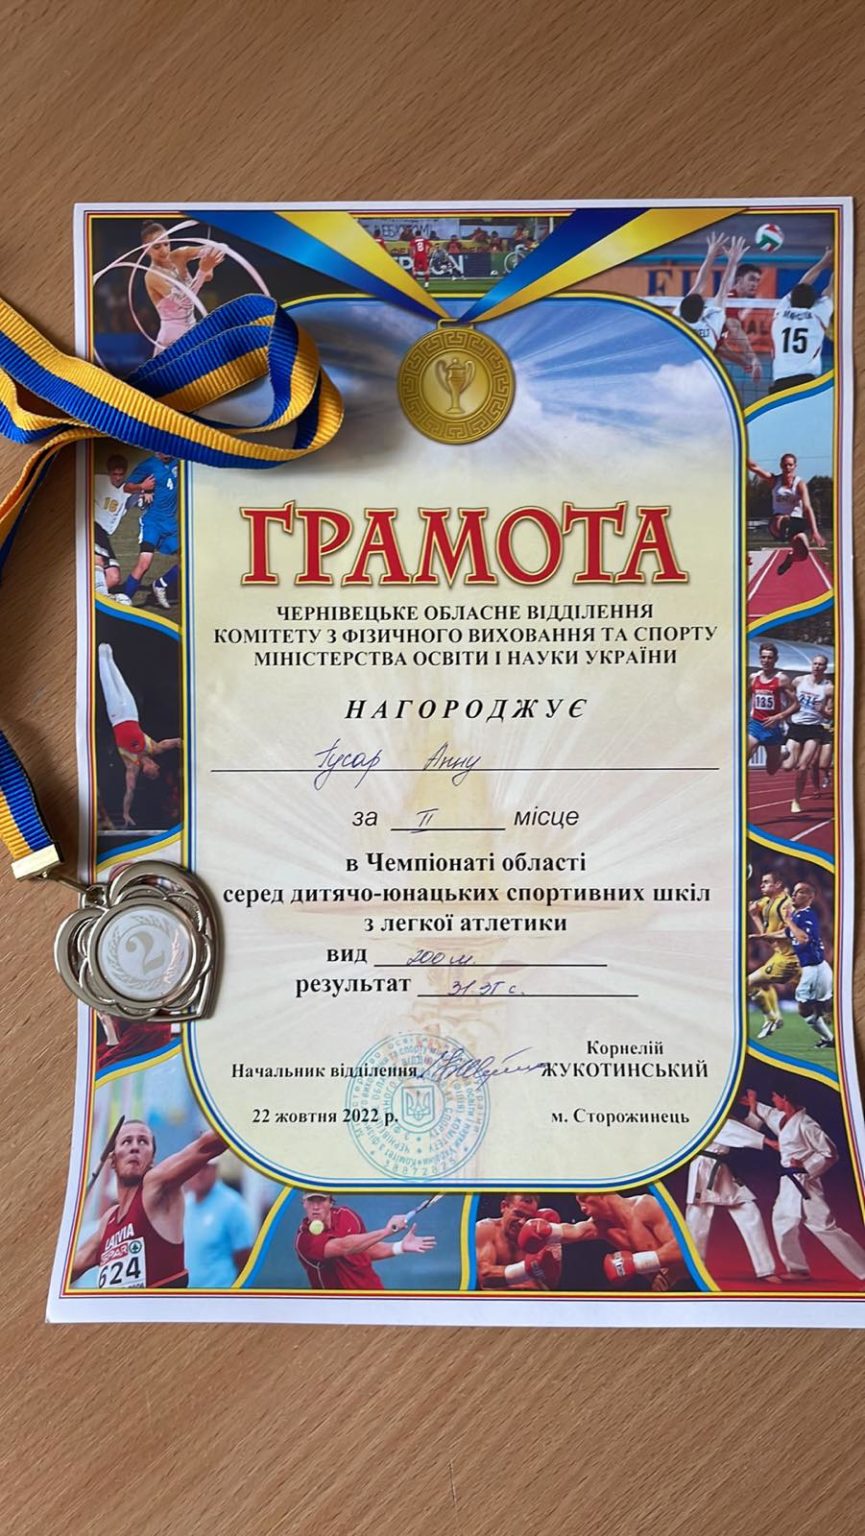 ГРАМОТА
ЧЕРНІВЕЦЬКЕ ОБЛАСНЕ ВІДДІЛЕННЯ
КОМІТЕТУ З ФІЗИЧНОГО ВИХОВАННЯ ТА СПОРТУ
МІНІСТЕРСТВА ОСВІТИ І НАУКИ УКРАЇНИ
НАГОРОДЖУЄ
Гусар Анну
за II місце
в Чемпіонаті області
серед дитячо-юнацьких спортивних шкіл
з легкої атлетики
вид 200 м.
результат с.
Корнелій
Начальник відділення ЖУКОТИНСЬКИЙ
22 жовтня 2022 р. м. Сторожинець
2
15
LATVIA
624